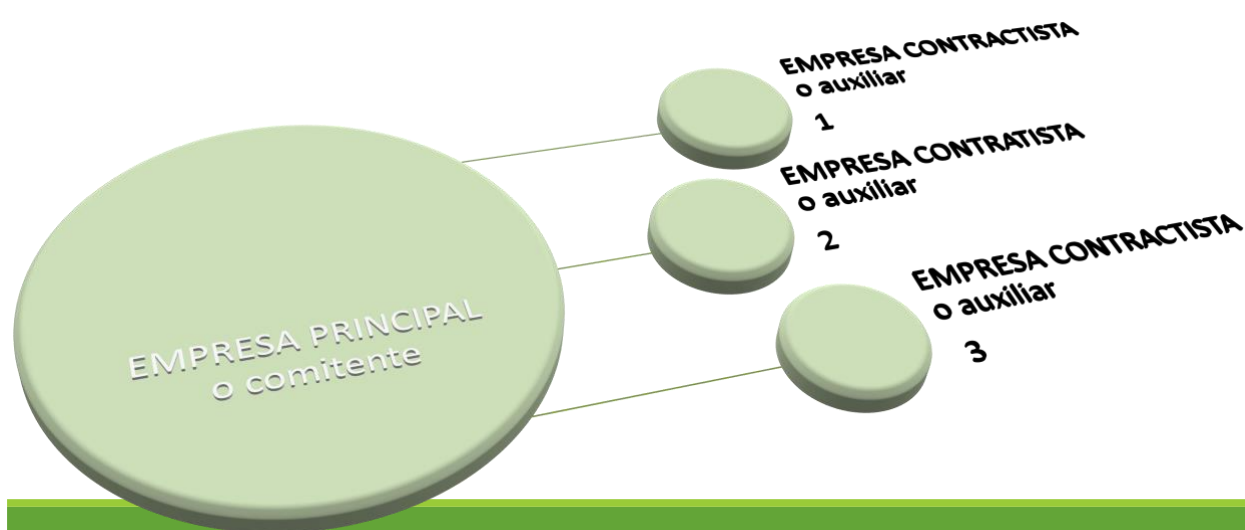 EMPRESA PRINCIPAL
o comitente
EMPRESA CONTRACTISTA
o auxiliar
1
EMPRESA CONTRATISTA
o auxiliar
2
EMPRESA CONTRACTISTA
o auxiliar
3